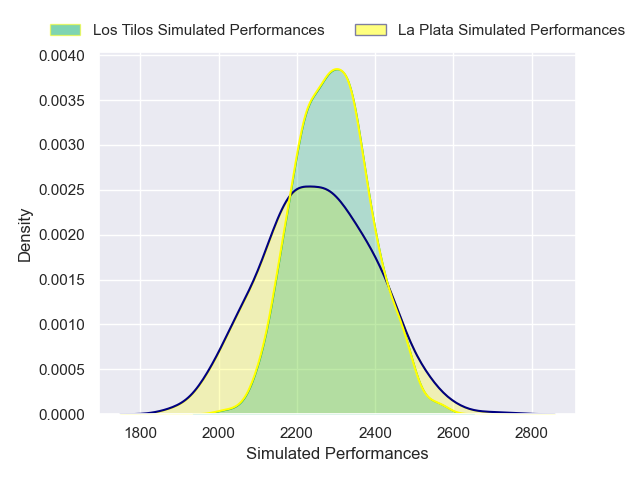 Los Tilos Simulated Performances
La Plata Simulated Performances
0.0040
0.0035
0.0030
0.0025
0.0020
0.0015
0.0010
0.0005
0.0000
Density
1800 2000 2200 2400 2600 2800
Simulated Performances